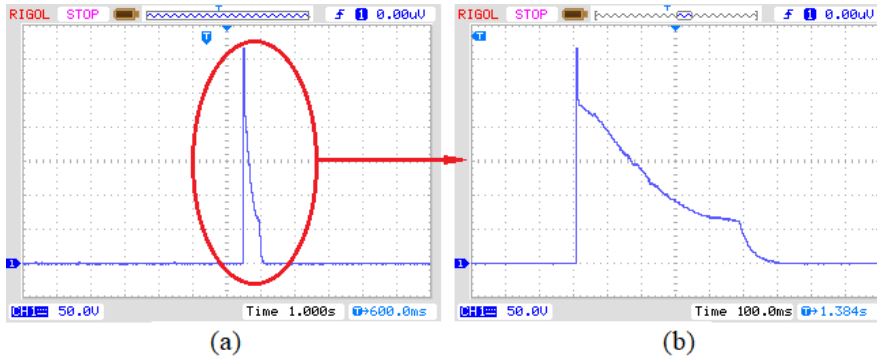 RIGOL STOP T 1 0.00uV
T
1
CH1 50.0V Time 1.000s T→600.0ms
(a)
RIGOL STOP T 1 0.00uV
T
1
CH1 50.0V Time 100.0ms T→1.384s
(b)